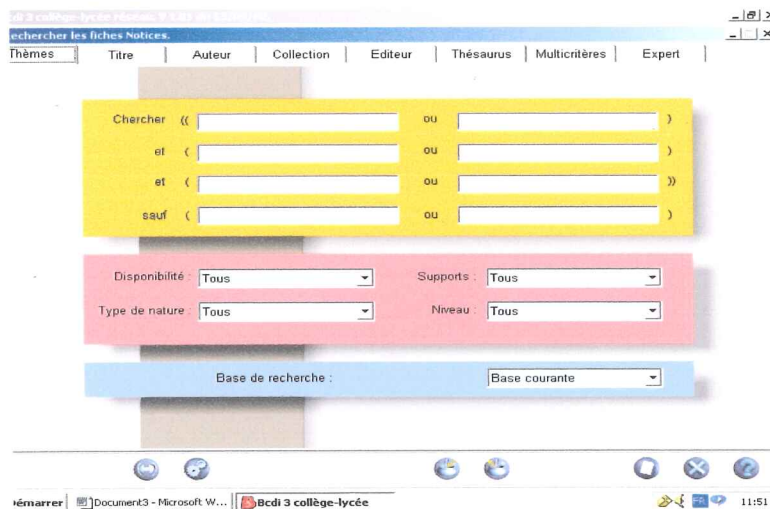 echercher les fiches Notices.
Thèmes Titre Auteur Collection Editeur Thésaurus Multicritères Expert
Chercher (( ou )
et ( ou )
et ( ou ))
sauf ( ou )
Disponibilité : Tous Supports : Tous
Type de nature : Tous Niveau : Tous
Base de recherche : Base courante
émarrer Document3 - Microsoft W... Bcdi 3 collège-lycée FR 11:51